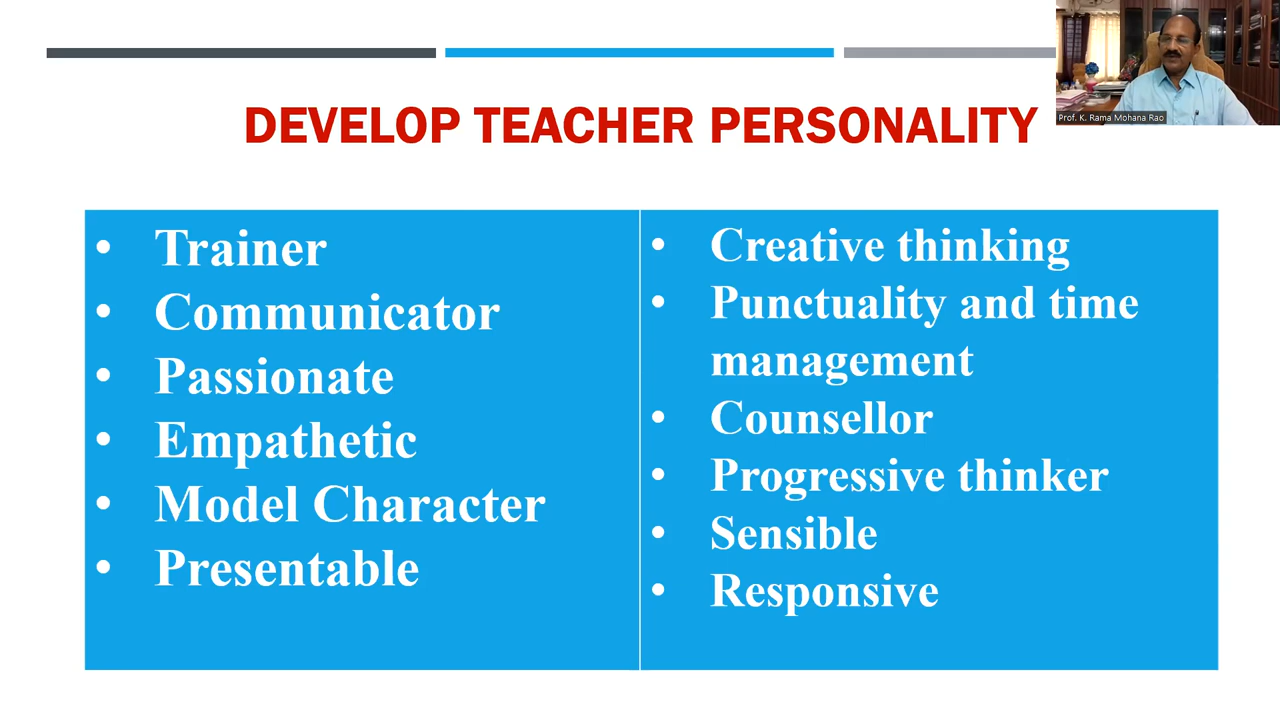 DEVELOP TEACHER PERSONALITY
Prof. K. Rama Mohana Rao
• Trainer
• Communicator
• Passionate
• Empathetic
• Model Character
• Presentable
• Creative thinking
• Punctuality and time
management
• Counsellor
• Progressive thinker
• Sensible
• Responsive